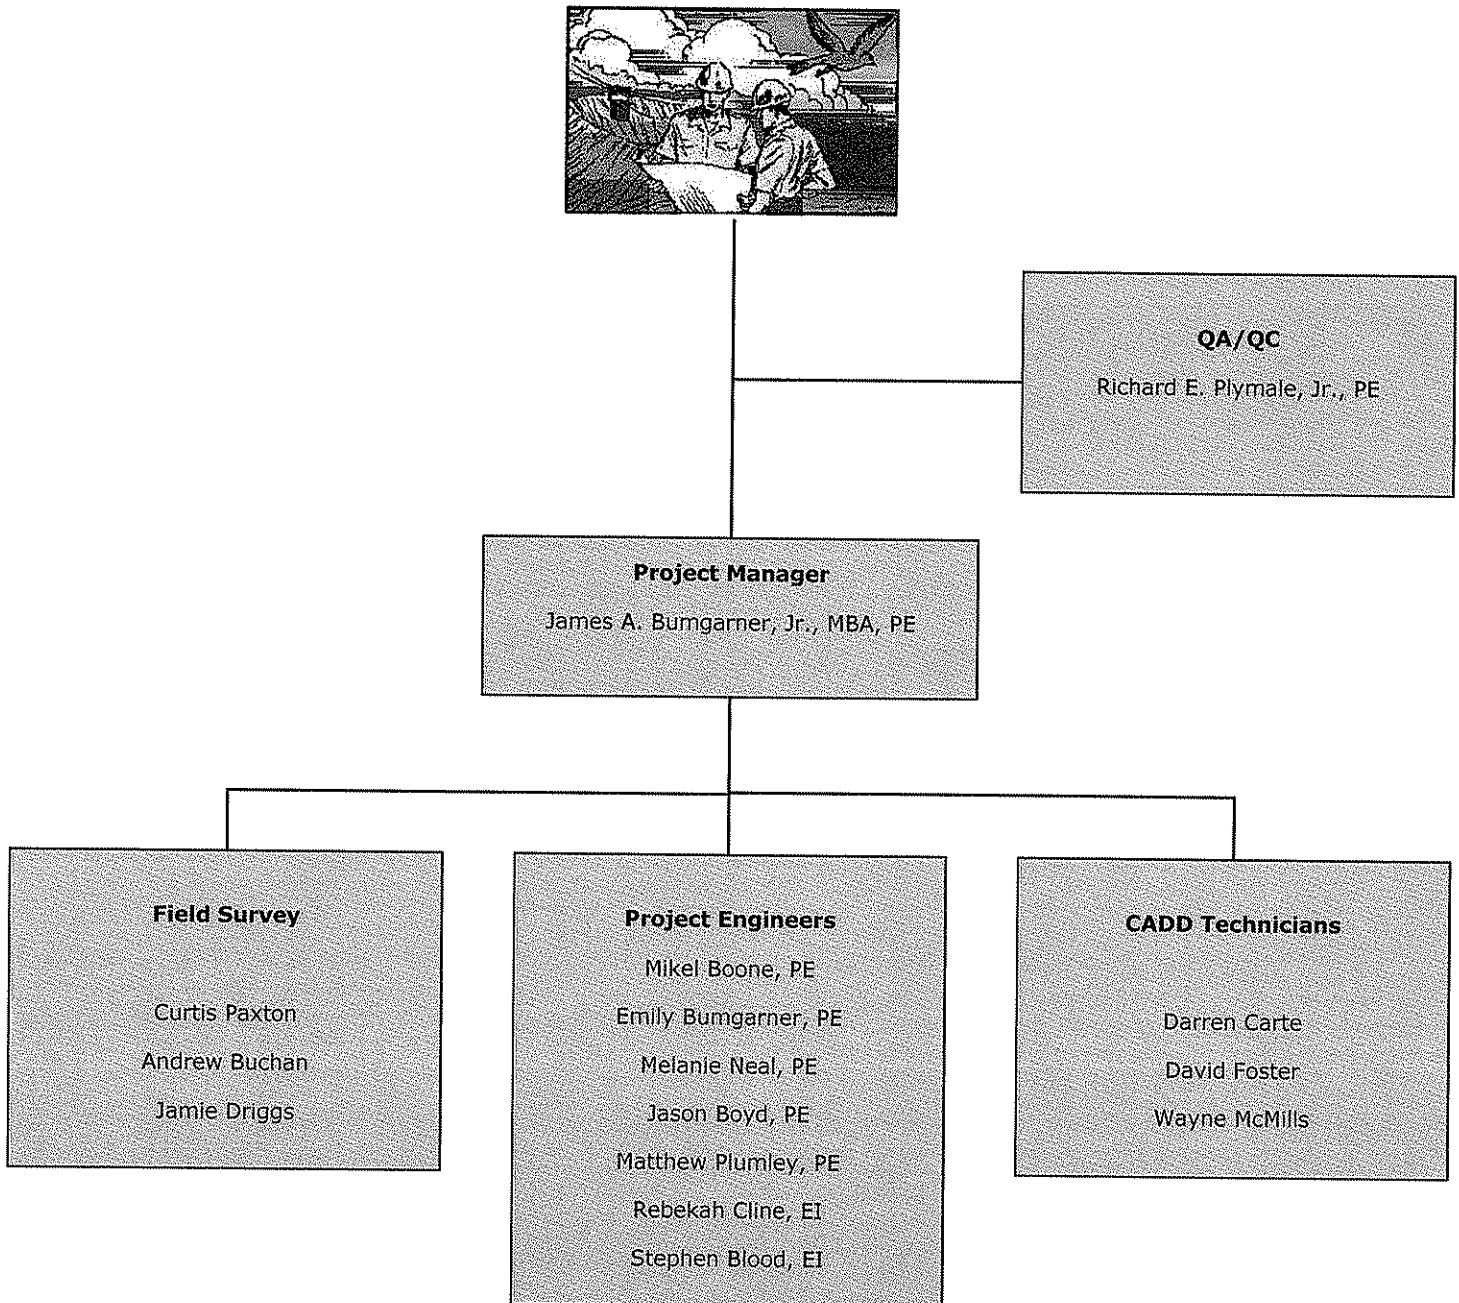 QA/QC
Richard E. Plymale, Jr., PE
Project Manager
James A. Bumgarner, Jr., MBA, PE
Field Survey
Curtis Paxton
Andrew Buchan
Jamie Driggs
Project Engineers
Mikel Boone, PE
Emily Bumgarner, PE
Melanie Neal, PE
Jason Boyd, PE
Matthew Plumley, PE
Rebekah Cline, EI
Stephen Blood, EI
CADD Technicians
Darren Carte
David Foster
Wayne McMills